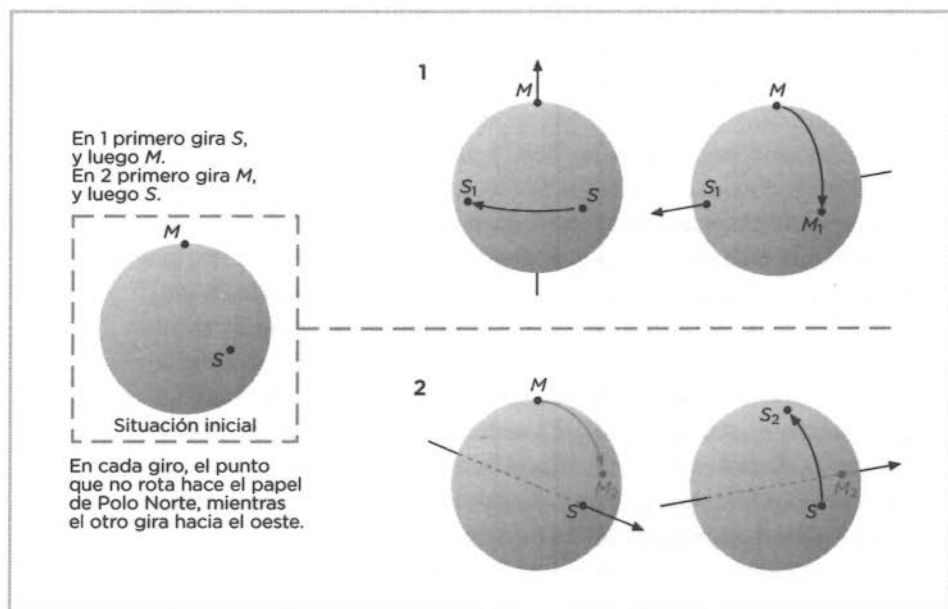 En 1 primero gira S,
y luego M.
En 2 primero gira M,
y luego S.
M
S
Situación inicial
En cada giro, el punto
que no rota hace el papel
de Polo Norte, mientras
el otro gira hacia el oeste.
1
M
S₁
S
M
S₁
M₁
2
M
M₂
S
S₂
M₂
S